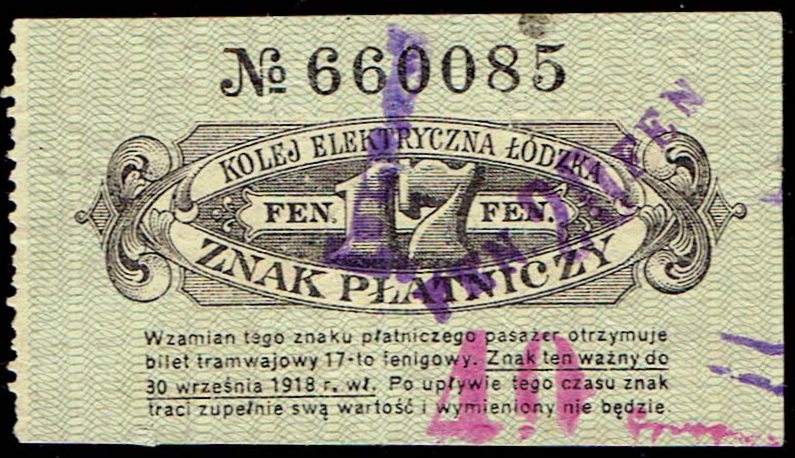 № 660085
KOLEJ ELEKTRYCZNA ŁÓDZKA
FEN. 17 FEN.
ZNAK PŁATNICZY
Wzamian tego znaku płatniczego pasażer otrzymuje
bilet tramwajowy 17-to fenigowy. Znak ten ważny do
30 września 1918 r. wł. Po upływie tego czasu znak
traci zupełnie swą wartość i wymieniony nie będzie.
40